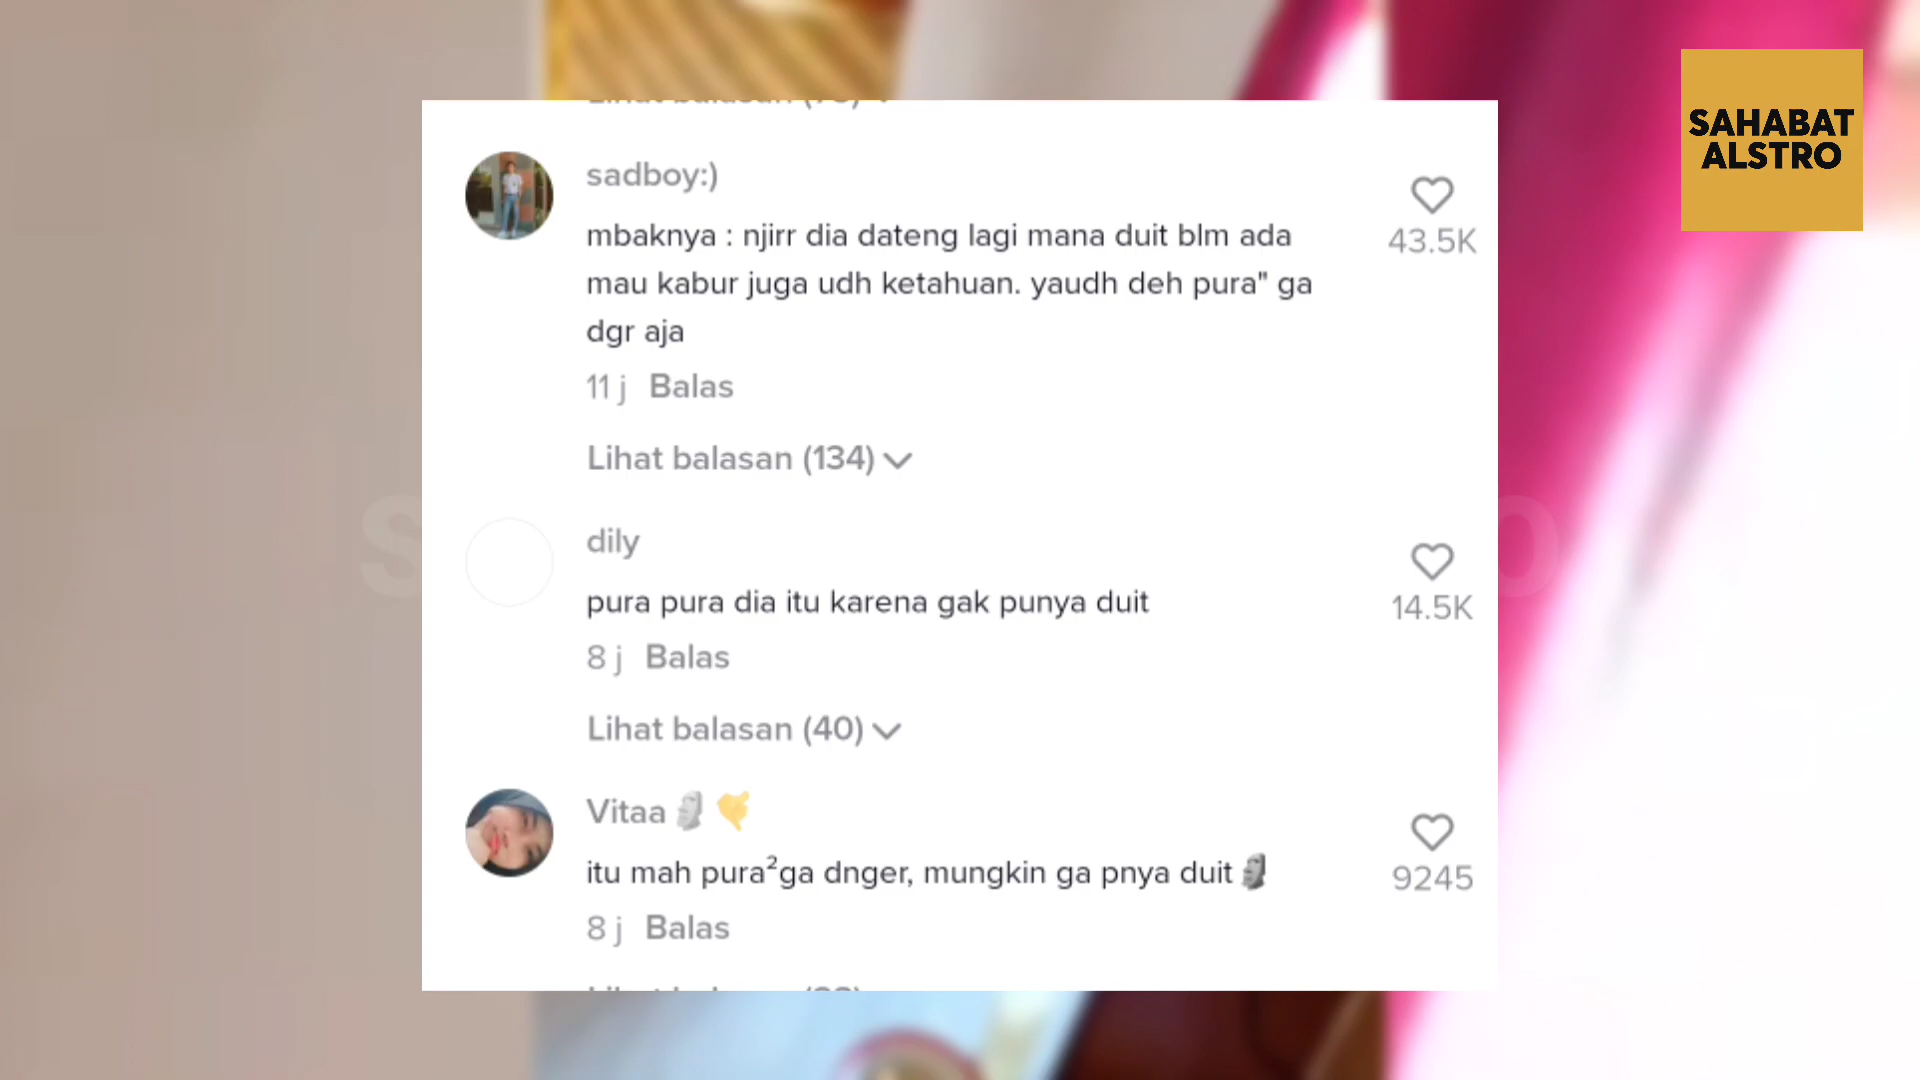 SAHABAT
ALSTRO
sadboy:)
mbaknya : njirr dia dateng lagi mana duit blm ada
mau kabur juga udh ketahuan. yaudh deh pura" ga
dgr aja
43.5K
11 j Balas
Lihat balasan (134)
dily
pura pura dia itu karena gak punya duit
14.5K
8 j Balas
Lihat balasan (40)
Vitaa🗿🤙
itu mah pura²ga dnger, mungkin ga pnya duit🗿
9245
8 j Balas